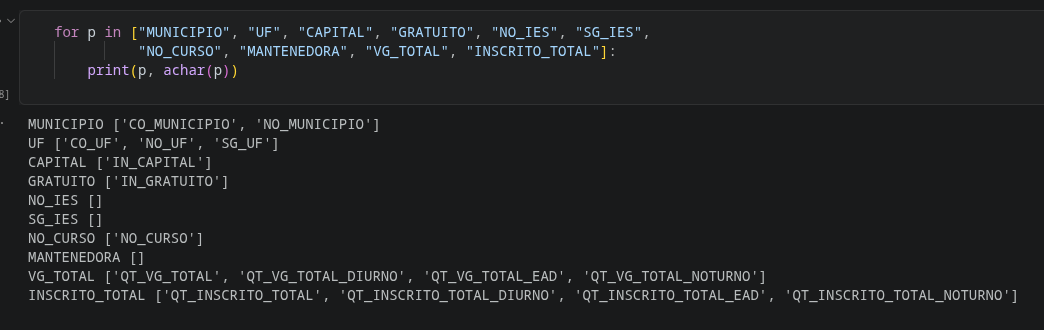 for p in ["MUNICIPIO", "UF", "CAPITAL", "GRATUITO", "NO_IES", "SG_IES",
"NO_CURSO", "MANTENEDORA", "VG_TOTAL", "INSCRITO_TOTAL"]:
print(p, achar(p))
8]
MUNICIPIO ['CO_MUNICIPIO', 'NO_MUNICIPIO']
UF ['CO_UF', 'NO_UF', 'SG_UF']
CAPITAL ['IN_CAPITAL']
GRATUITO ['IN_GRATUITO']
NO_IES []
SG_IES []
NO_CURSO ['NO_CURSO']
MANTENEDORA []
VG_TOTAL ['QT_VG_TOTAL', 'QT_VG_TOTAL_DIURNO', 'QT_VG_TOTAL_EAD', 'QT_VG_TOTAL_NOTURNO']
INSCRITO_TOTAL ['QT_INSCRITO_TOTAL', 'QT_INSCRITO_TOTAL_DIURNO', 'QT_INSCRITO_TOTAL_EAD', 'QT_INSCRITO_TOTAL_NOTURNO']